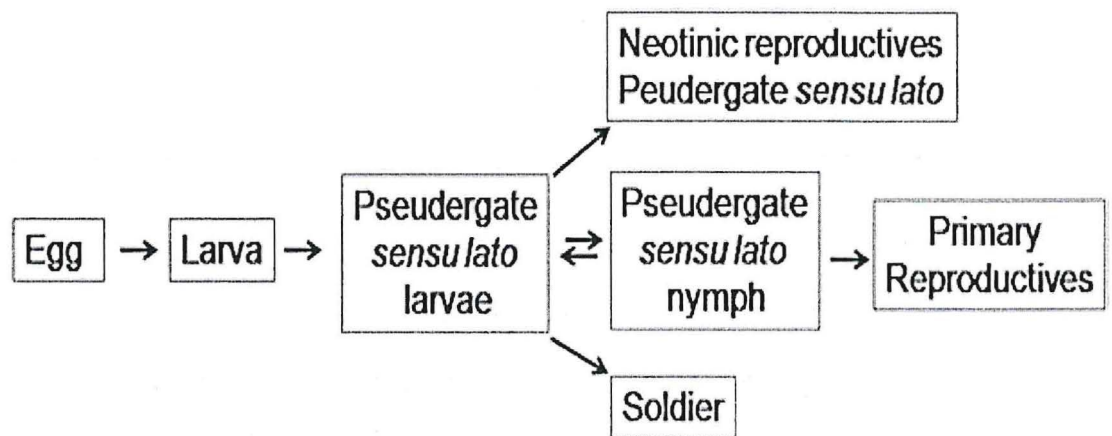 Neotinic reproductives
Peudergate sensu lato
Egg
Larva
Pseudergate
sensu lato
larvae
Pseudergate
sensu lato
nymph
Primary
Reproductives
Soldier